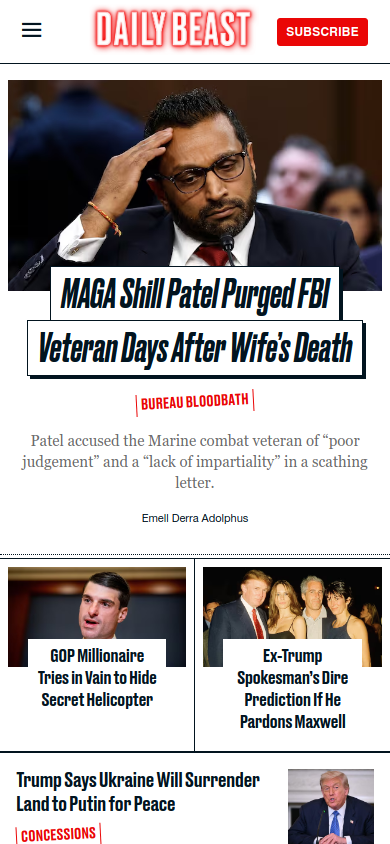 DAILY BEAST
SUBSCRIBE
MAGA Shill Patel Purged FBI
Veteran Days After Wife’s Death
BUREAU BLOODBATH
Patel accused the Marine combat veteran of “poor
judgement” and a “lack of impartiality” in a scathing
letter.
Emell Derra Adolphus
GOP Millionaire
Tries in Vain to Hide
Secret Helicopter
Ex-Trump
Spokesman’s Dire
Prediction If He
Pardons Maxwell
Trump Says Ukraine Will Surrender
Land to Putin for Peace
CONCESSIONS